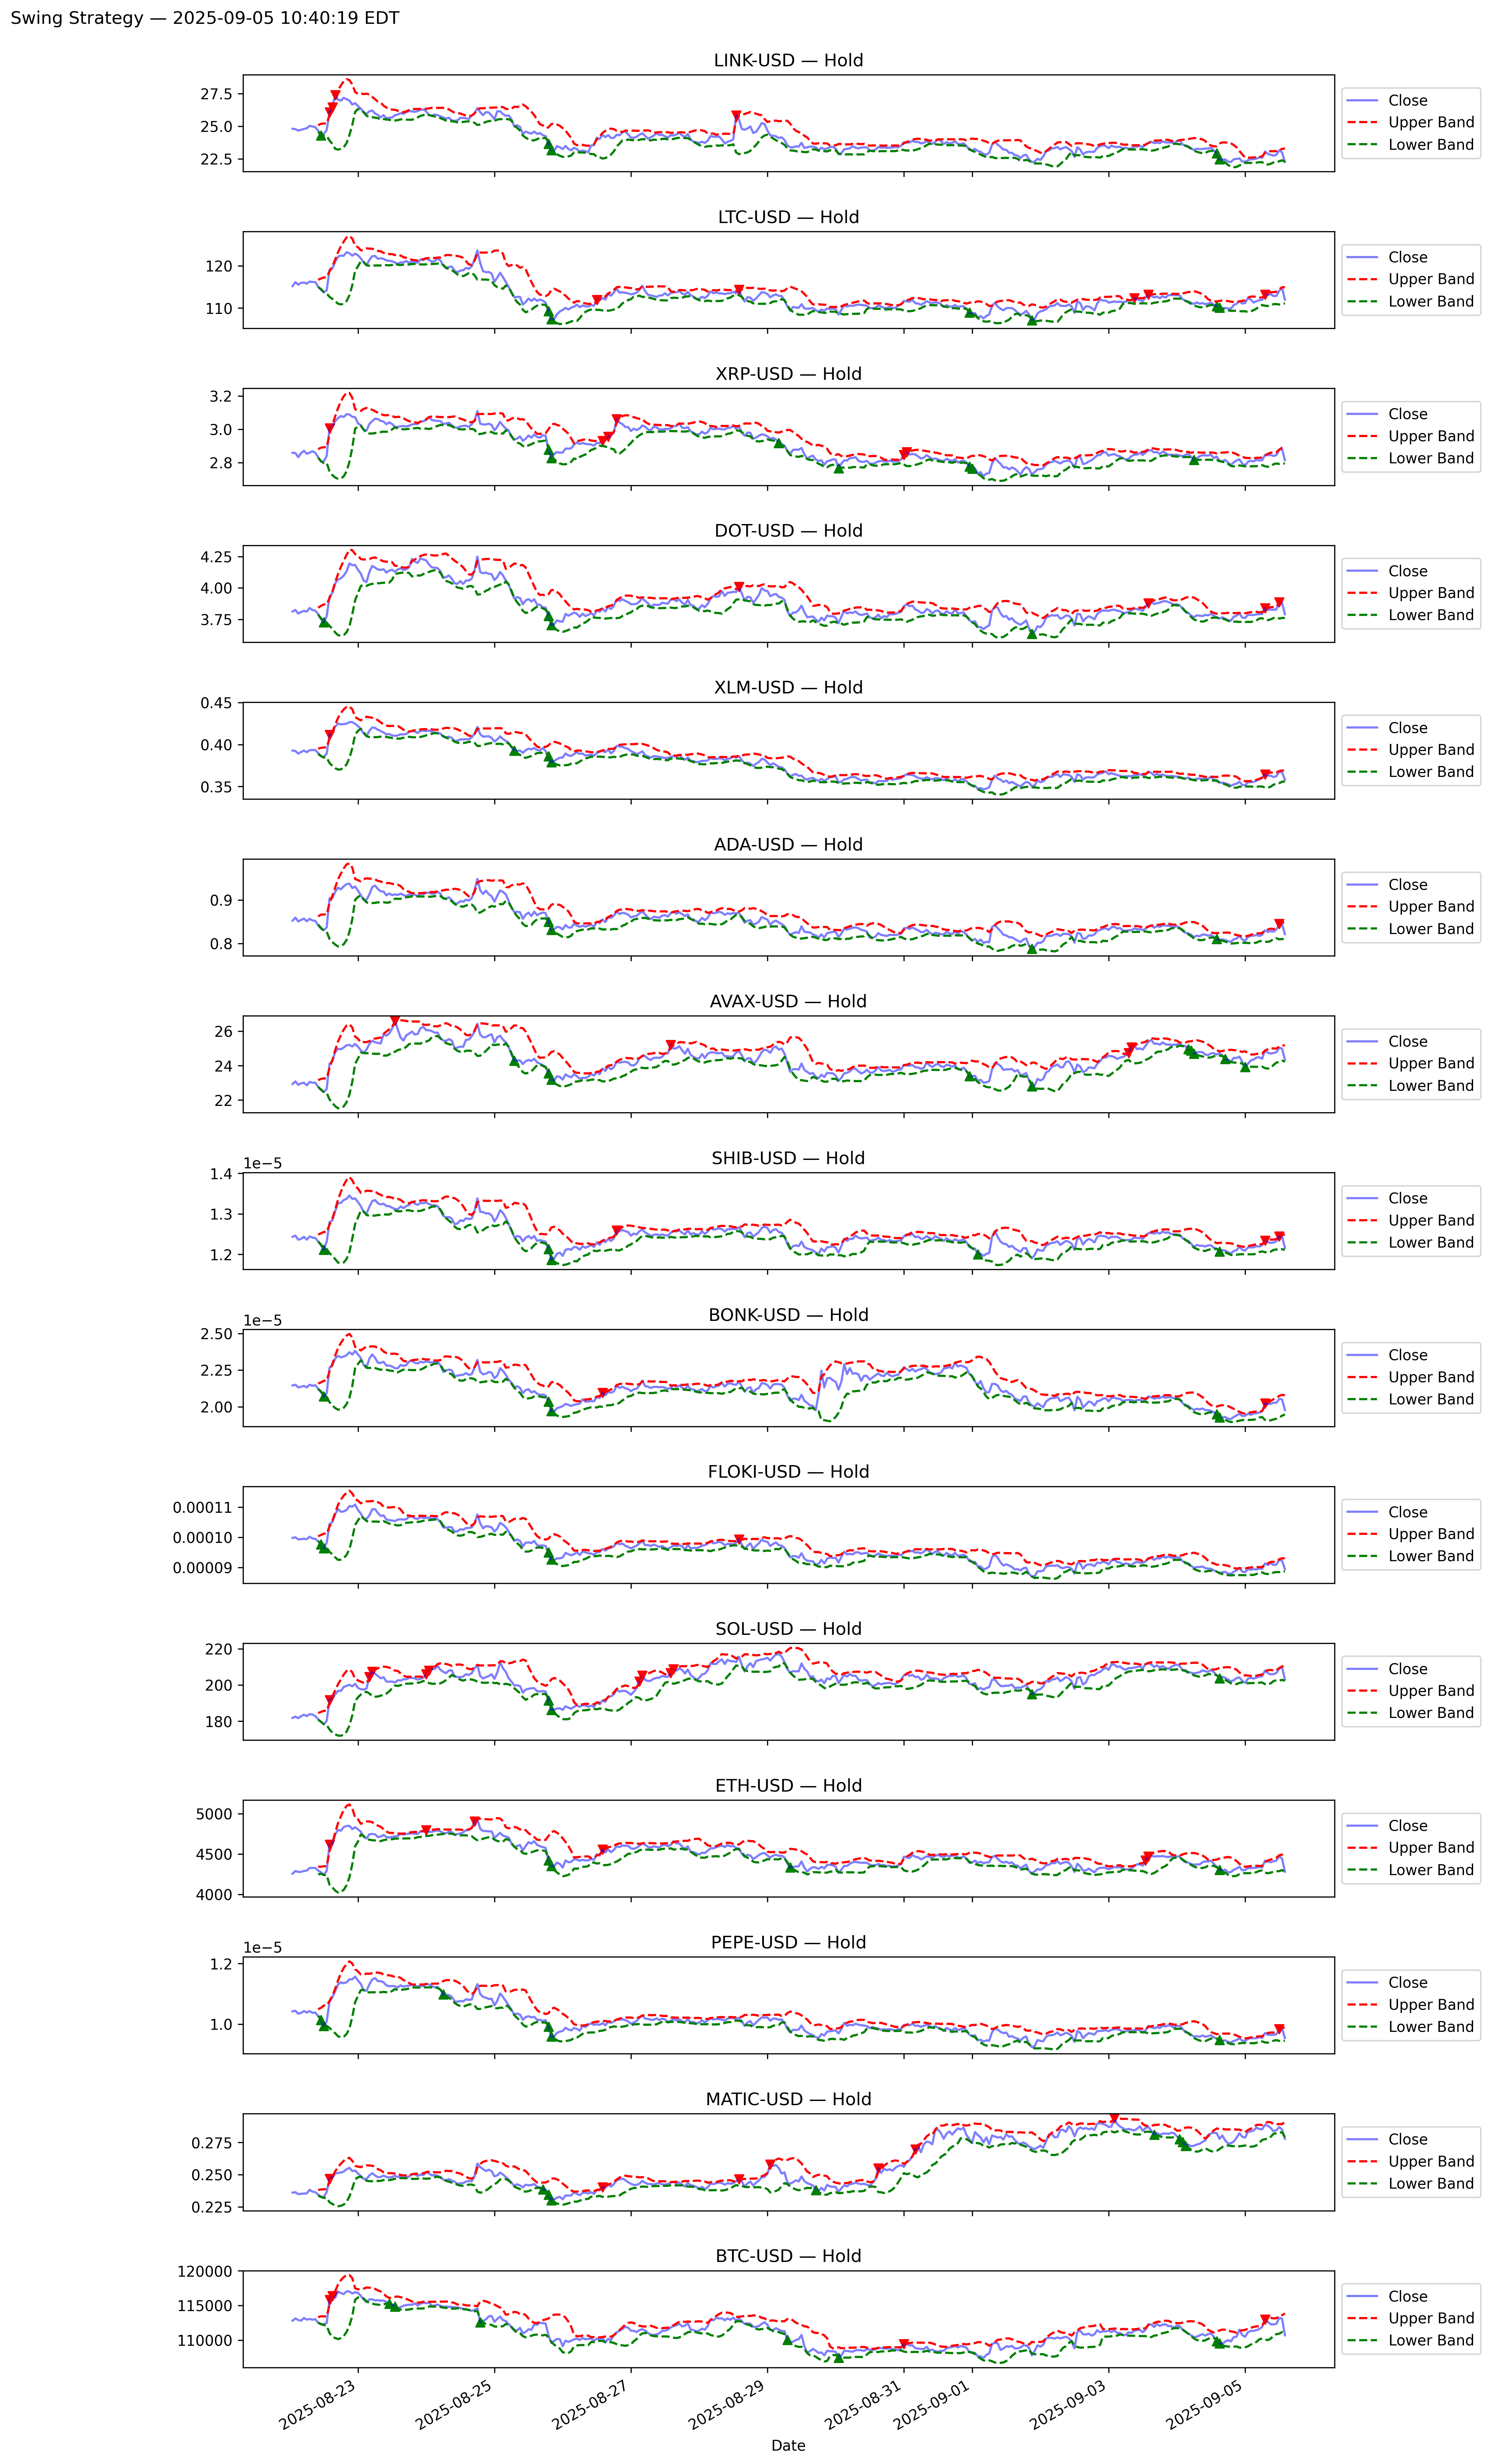 Swing Strategy — 2025-09-05 10:40:19 EDT
LINK-USD — Hold
27.5
25.0
22.5
Close
Upper Band
Lower Band
LTC-USD — Hold
120
110
Close
Upper Band
Lower Band
XRP-USD — Hold
3.2
3.0
2.8
Close
Upper Band
Lower Band
DOT-USD — Hold
4.25
4.00
3.75
Close
Upper Band
Lower Band
XLM-USD — Hold
0.45
0.40
0.35
Close
Upper Band
Lower Band
ADA-USD — Hold
0.9
0.8
Close
Upper Band
Lower Band
AVAX-USD — Hold
26
24
22
Close
Upper Band
Lower Band
SHIB-USD — Hold
1e−5
1.4
1.3
1.2
Close
Upper Band
Lower Band
BONK-USD — Hold
1e−5
2.50
2.25
2.00
Close
Upper Band
Lower Band
FLOKI-USD — Hold
0.00011
0.00010
0.00009
Close
Upper Band
Lower Band
SOL-USD — Hold
220
200
180
Close
Upper Band
Lower Band
ETH-USD — Hold
5000
4500
4000
Close
Upper Band
Lower Band
PEPE-USD — Hold
1e−5
1.2
1.0
Close
Upper Band
Lower Band
MATIC-USD — Hold
0.275
0.250
0.225
Close
Upper Band
Lower Band
BTC-USD — Hold
120000
115000
110000
Close
Upper Band
Lower Band
2025-08-23
2025-08-25
2025-08-27
2025-08-29
2025-08-31
2025-09-01
2025-09-03
2025-09-05
Date